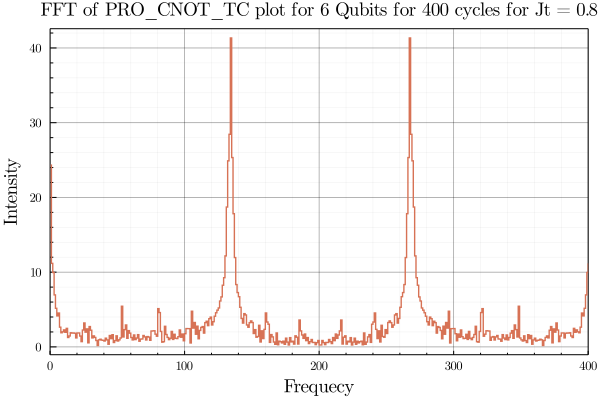 FFT of PRO_CNOT_TC plot for 6 Qubits for 400 cycles for Jt = 0.8
40
30
20
10
0
Intensity
0 100 200 300 400
Frequecy